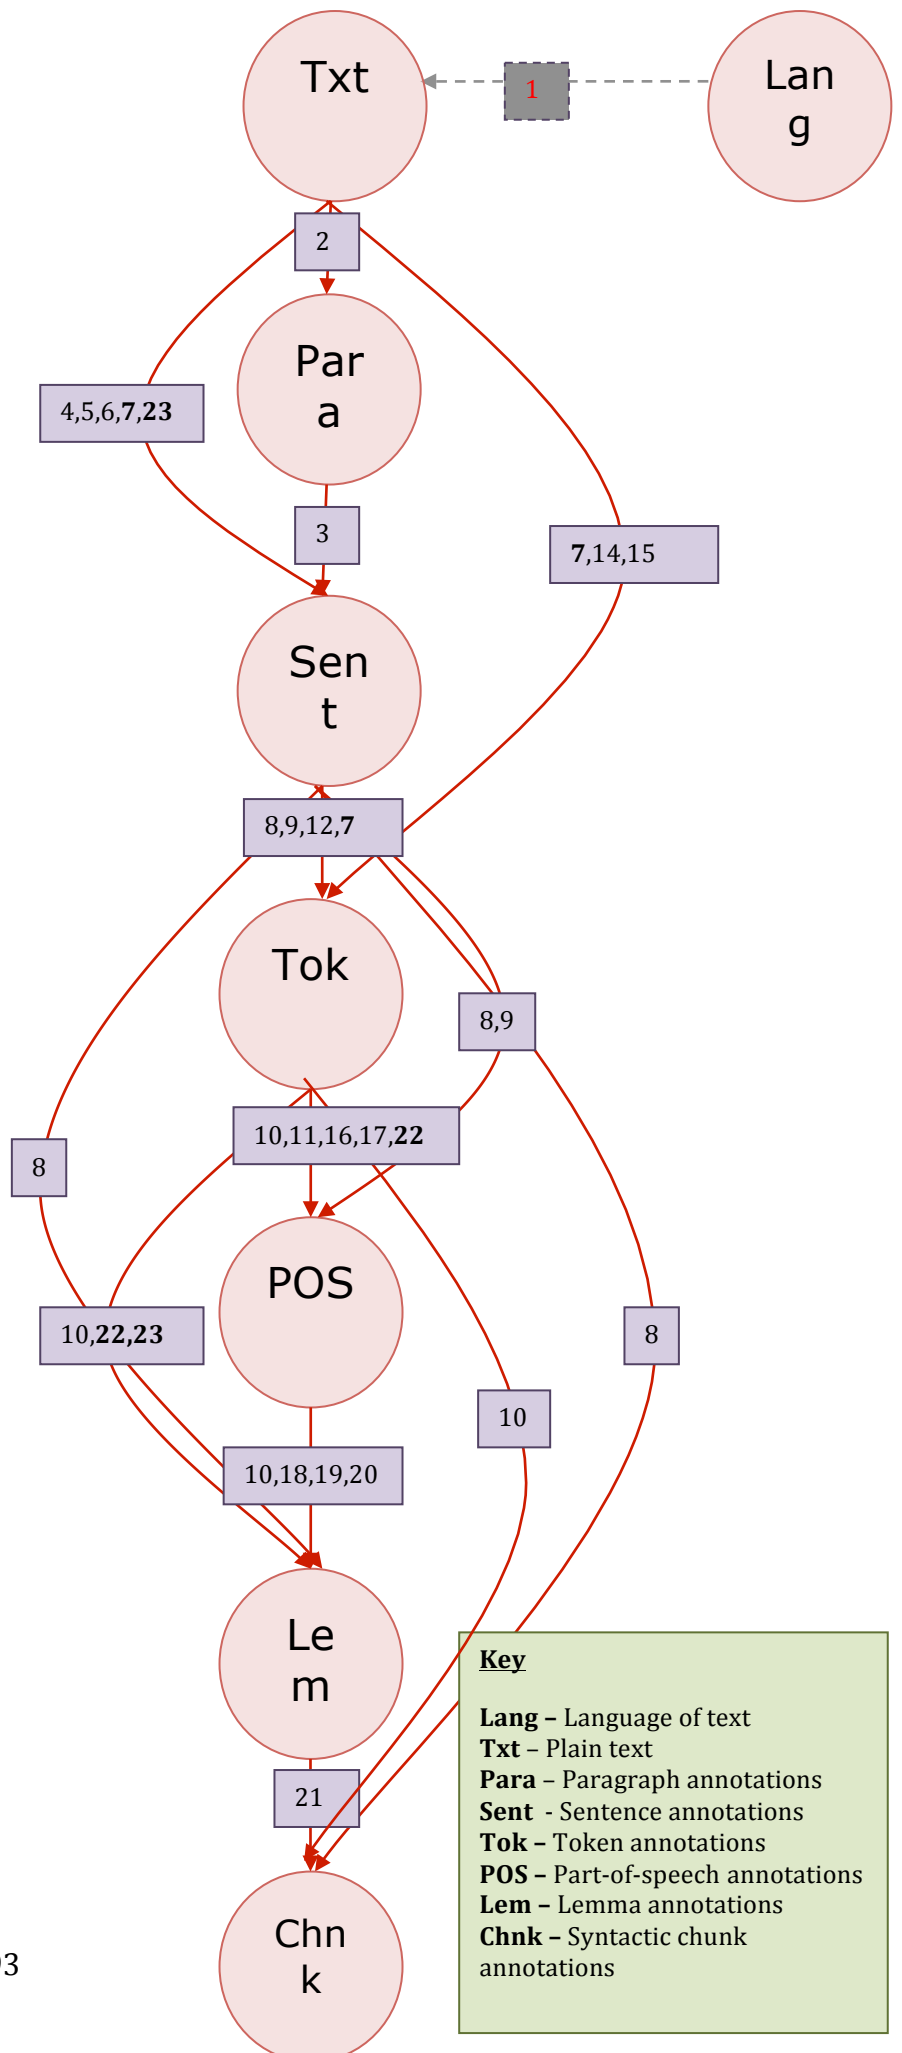 Txt
1
Lan
g
2
Par
a
4,5,6,7,23
3
7,14,15
Sen
t
8,9,12,7
Tok
8,9
10,11,16,17,22
8
POS
10,22,23
8
10
10,18,19,20
Le
m
Key
Lang – Language of text
Txt – Plain text
Para – Paragraph annotations
Sent - Sentence annotations
Tok – Token annotations
POS – Part-of-speech annotations
Lem – Lemma annotations
Chnk – Syntactic chunk
annotations
21
Chn
k
93